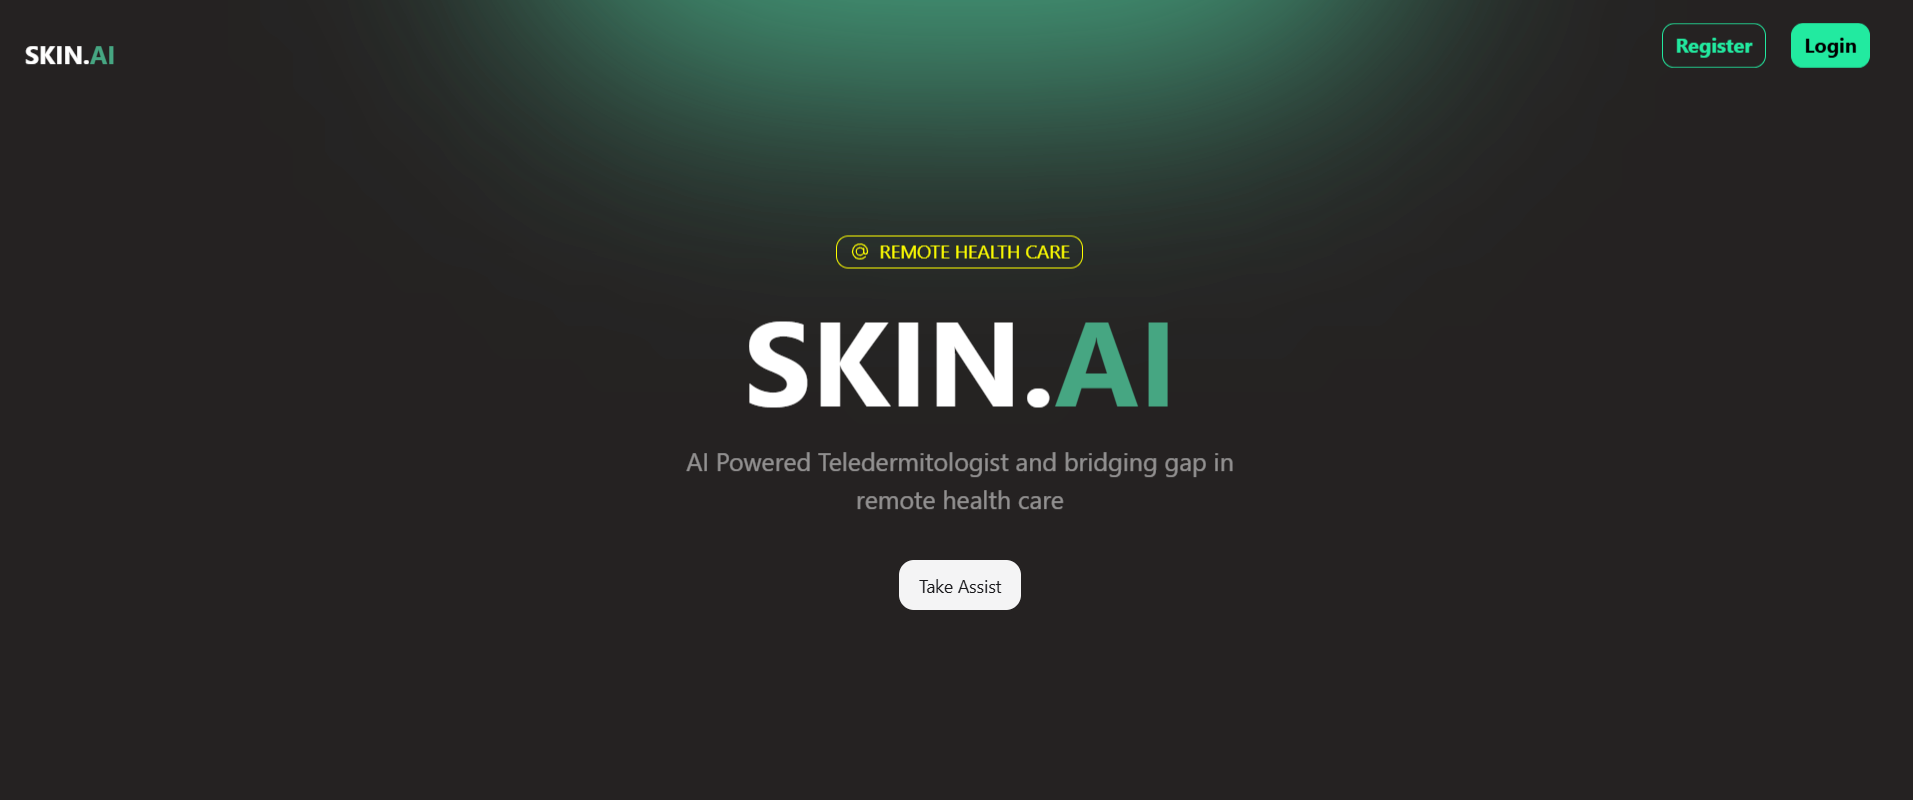 SKIN.AI
Register
Login
@ REMOTE HEALTH CARE
SKIN.AI
AI Powered Teledermitologist and bridging gap in
remote health care
Take Assist